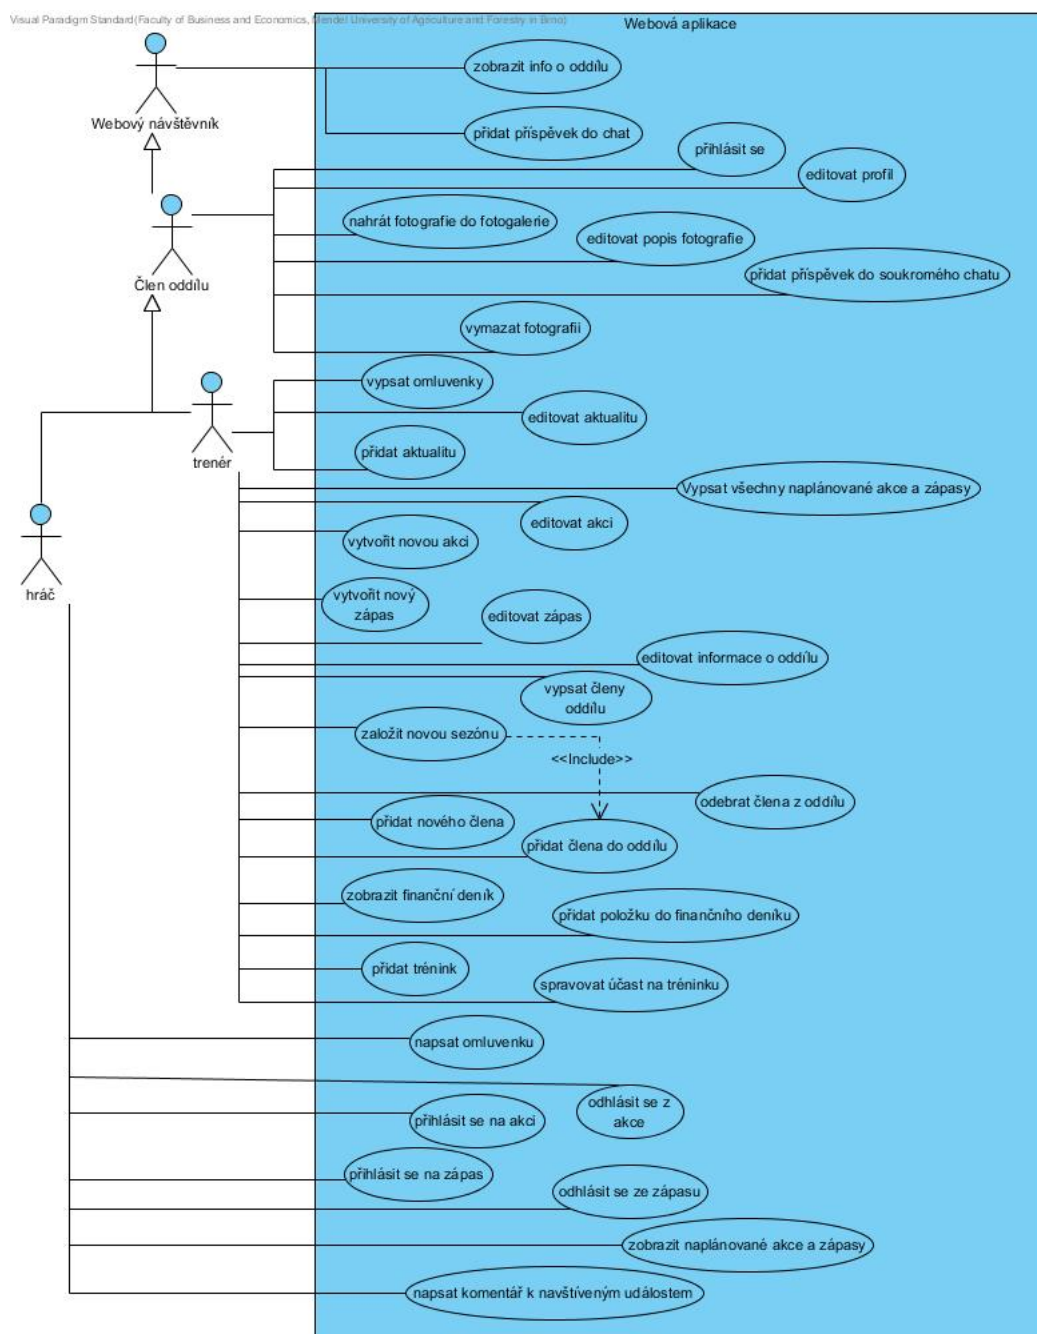 Visual Paradigm Standard(Faculty of Business and Economics, Mendel University of Agriculture and Forestry in Brno)
Webová aplikace
zobrazit info o oddílu
Webový návštěvník
přidat příspěvek do chat
přihlásit se
editovat profil
nahrát fotografie do fotogalerie
editovat popis fotografie
přidat příspěvek do soukromého chatu
Člen oddílu
vymazat fotografii
vypsat omluvenky
editovat aktualitu
přidat aktualitu
trenér
Vypsat všechny naplánované akce a zápasy
editovat akci
vytvořit novou akci
hráč
vytvořit nový
zápas
editovat zápas
editovat informace o oddílu
vypsat členy
oddílu
založit novou sezónu
<<Include>>
odebrat člena z oddílu
přidat nového člena
přidat člena do oddílu
zobrazit finanční deník
přidat položku do finančního deníku
přidat trénink
spravovat účast na tréninku
napsat omluvenku
odhlásit se z
akce
přihlásit se na akci
přihlásit se na zápas
odhlásit se ze zápasu
zobrazit naplánované akce a zápasy
napsat komentář k navštíveným událostem